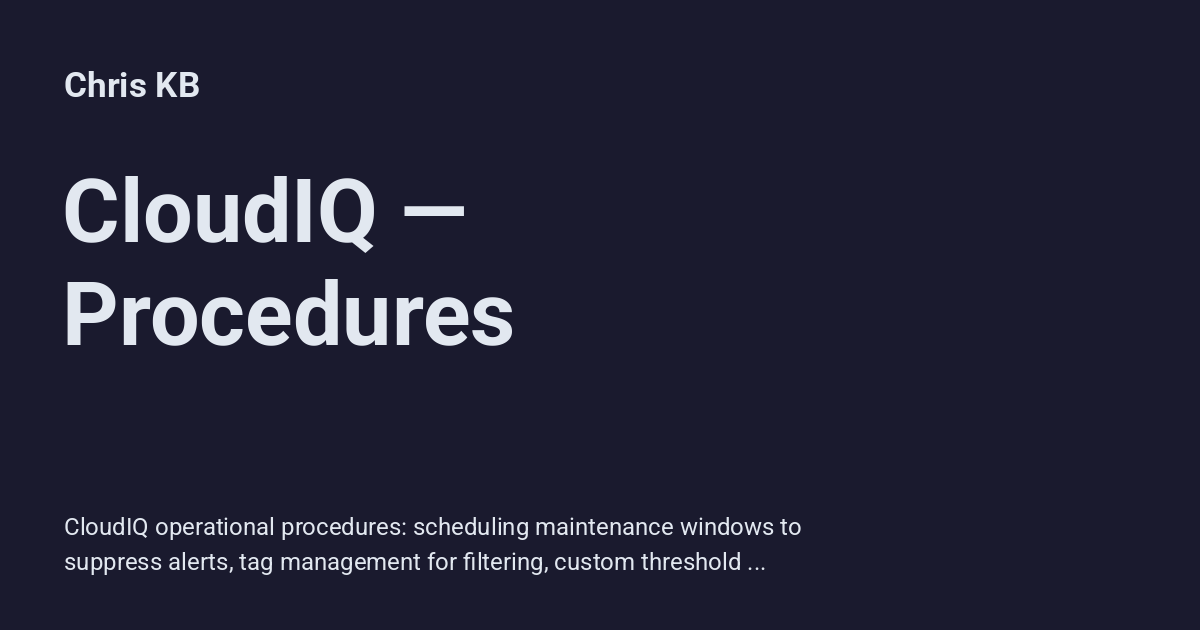 Chris KB
CloudIQ —
Procedures
CloudIQ operational procedures: scheduling maintenance windows to
suppress alerts, tag management for filtering, custom threshold ...